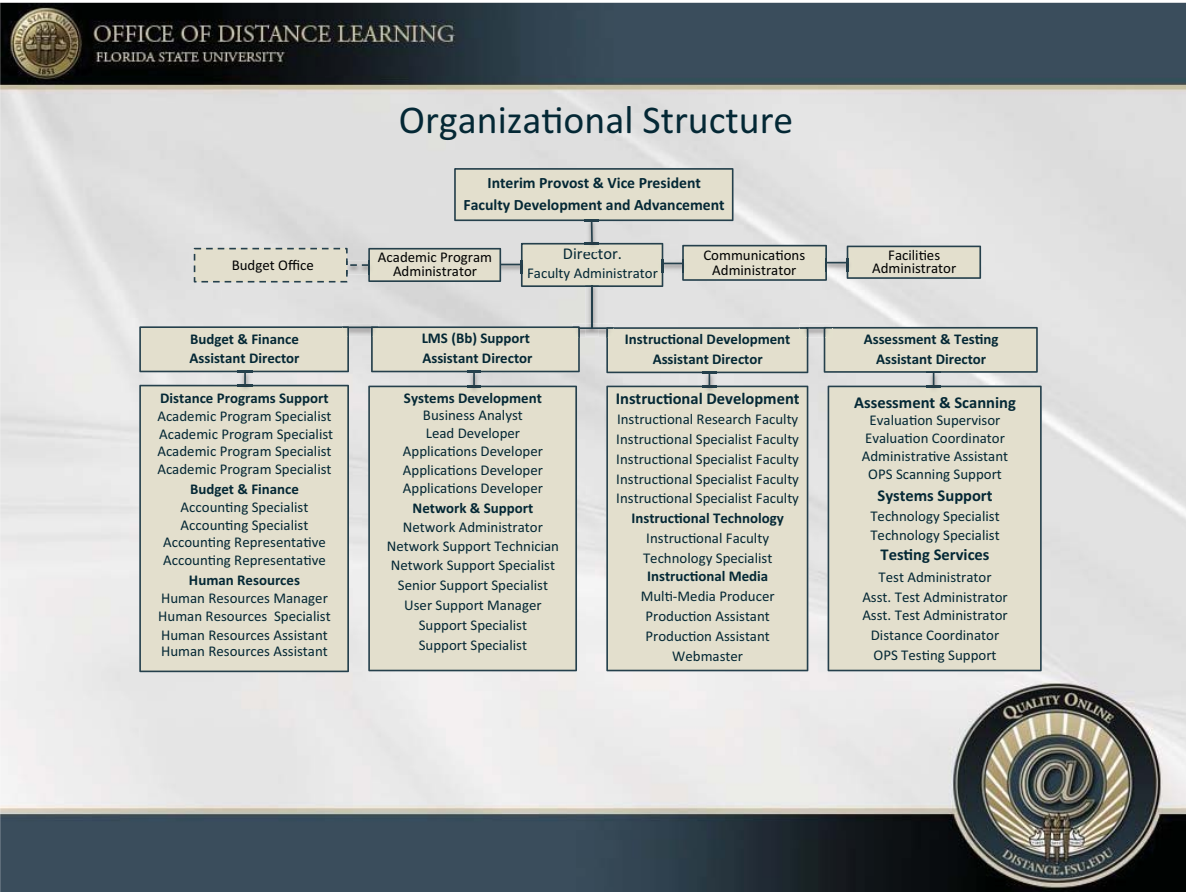 FLORIDA STATE UNIVERSITY
1851
OFFICE OF DISTANCE LEARNING
FLORIDA STATE UNIVERSITY
Organizational Structure
Interim Provost & Vice President
Faculty Development and Advancement
Budget Office
Academic Program
Administrator
Director.
Faculty Administrator
Communications
Administrator
Facilities
Administrator
Budget & Finance
Assistant Director
LMS (Bb) Support
Assistant Director
Instructional Development
Assistant Director
Assessment & Testing
Assistant Director
Distance Programs Support
Academic Program Specialist
Academic Program Specialist
Academic Program Specialist
Academic Program Specialist
Budget & Finance
Accounting Specialist
Accounting Specialist
Accounting Representative
Accounting Representative
Human Resources
Human Resources Manager
Human Resources Specialist
Human Resources Assistant
Human Resources Assistant
Systems Development
Business Analyst
Lead Developer
Applications Developer
Applications Developer
Applications Developer
Network & Support
Network Administrator
Network Support Technician
Network Support Specialist
Senior Support Specialist
User Support Manager
Support Specialist
Support Specialist
Instructional Development
Instructional Research Faculty
Instructional Specialist Faculty
Instructional Specialist Faculty
Instructional Specialist Faculty
Instructional Specialist Faculty
Instructional Technology
Instructional Faculty
Technology Specialist
Instructional Media
Multi-Media Producer
Production Assistant
Production Assistant
Webmaster
Assessment & Scanning
Evaluation Supervisor
Evaluation Coordinator
Administrative Assistant
OPS Scanning Support
Systems Support
Technology Specialist
Technology Specialist
Testing Services
Test Administrator
Asst. Test Administrator
Asst. Test Administrator
Distance Coordinator
OPS Testing Support
QUALITY ONLINE
@
DISTANCE.FSU.EDU